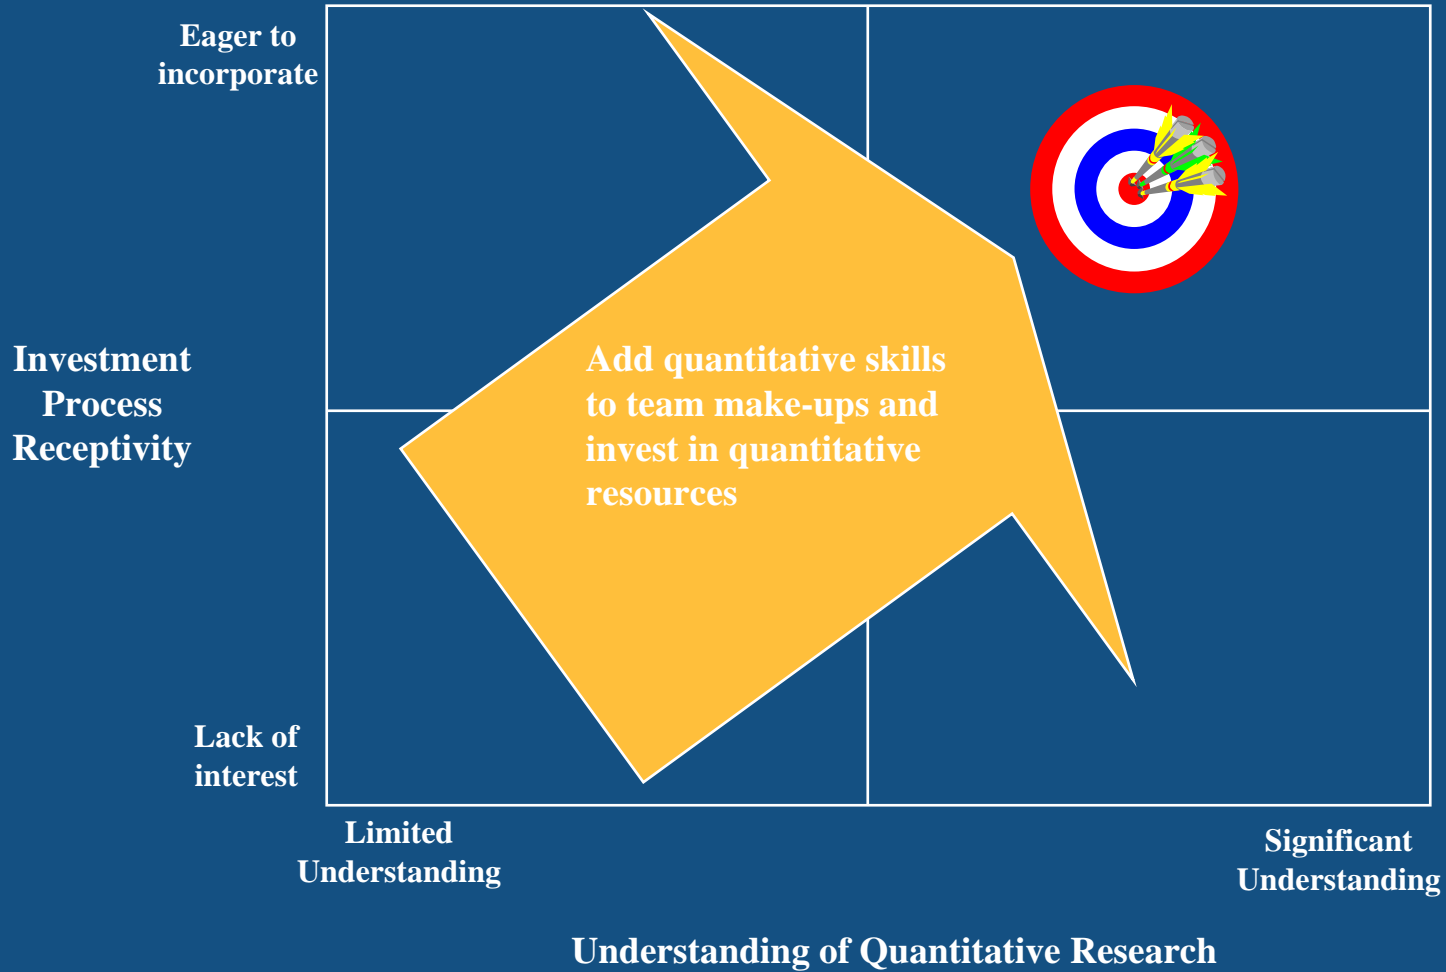 Eager to
incorporate
Investment
Process
Receptivity
Add quantitative skills
to team make-ups and
invest in quantitative
resources
Lack of
interest
Limited
Understanding
Significant
Understanding
Understanding of Quantitative Research